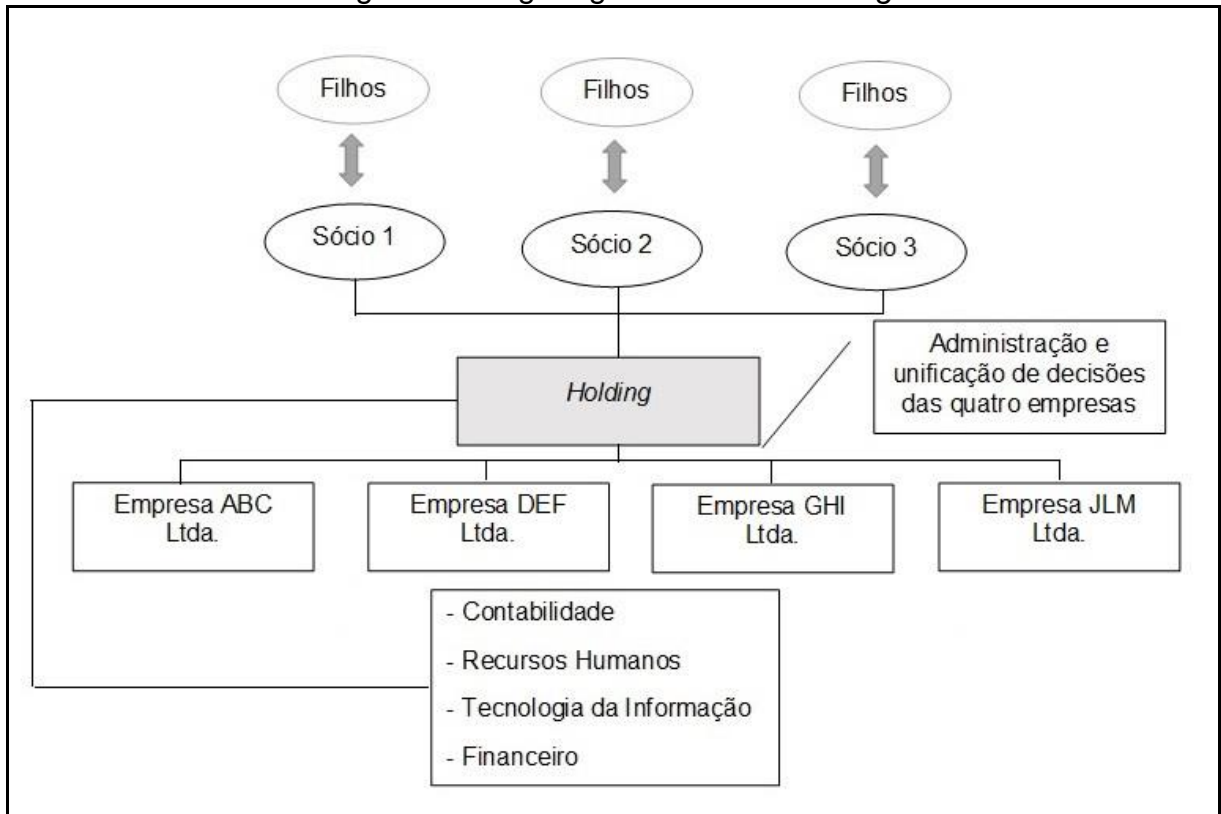 Filhos
Filhos
Filhos
Sócio 1
Sócio 2
Sócio 3
Administração e
unificação de decisões
das quatro empresas
Holding
Empresa ABC
Ltda.
Empresa DEF
Ltda.
Empresa GHI
Ltda.
Empresa JLM
Ltda.
- Contabilidade
- Recursos Humanos
- Tecnologia da Informação
- Financeiro